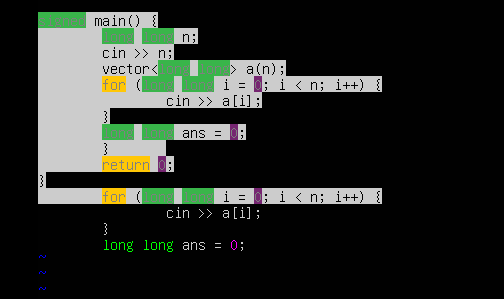 signed main() {
long long n;
cin >> n;
vector<long long> a(n);
for (long long i = 0; i < n; i++) {
cin >> a[i];
}
long long ans = 0;
}
return 0;
}
for (long long i = 0; i < n; i++) {
cin >> a[i];
}
long long ans = 0;
~
~
~